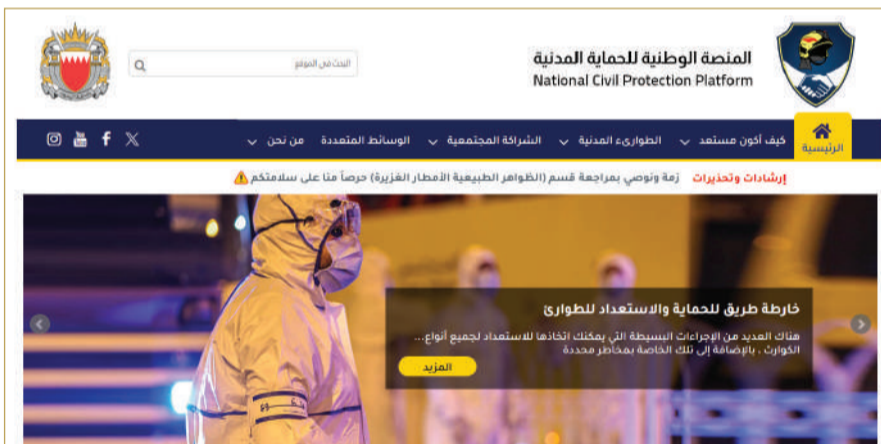 المنصة الوطنية للحماية المدنية
National Civil Protection Platform
البحث في الموقع
الرئيسية
كيف أكون مستعد
الطوارىء المدنية
الشراكة المجتمعية
الوسائط المتعددة
من نحن
إرشادات وتحذيرات
زمة ونوصي بمراجعة قسم (الظواهر الطبيعية الأمطار الغزيرة) حرصاً منا على سلامتكم
خارطة طريق للحماية والاستعداد للطوارئ
هناك العديد من الإجراءات البسيطة التي يمكنك اتخاذها للاستعداد لجميع أنواع...
الكوارث ، بالإضافة إلى تلك الخاصة بمخاطر محددة
المزيد